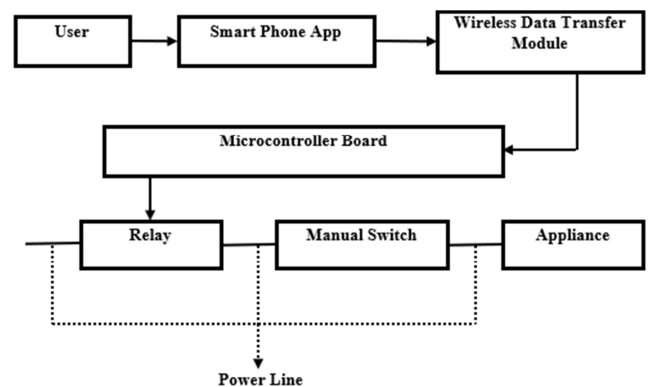 User
Smart Phone App
Wireless Data Transfer
Module
Microcontroller Board
Relay
Manual Switch
Appliance
Power Line